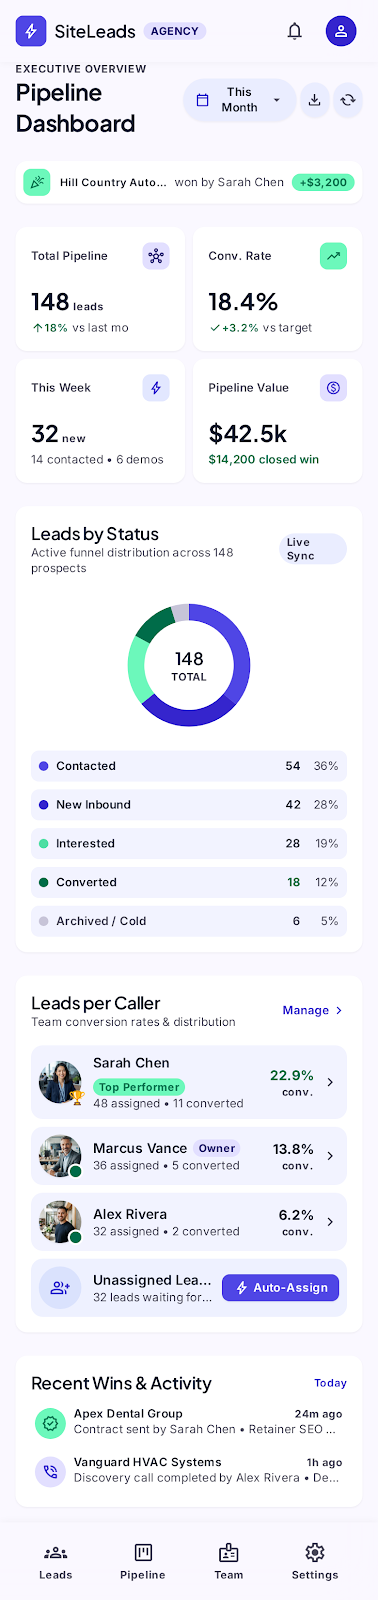 SiteLeads AGENCY
EXECUTIVE OVERVIEW
Pipeline
Dashboard
This
Month
Hill Country Auto... won by Sarah Chen +$3,200
Total Pipeline
148 leads
18% vs last mo
Conv. Rate
18.4%
+3.2% vs target
This Week
32 new
14 contacted • 6 demos
Pipeline Value
$42.5k
$14,200 closed win
Leads by Status
Active funnel distribution across 148
prospects
Live
Sync
148
TOTAL
Contacted 54 36%
New Inbound 42 28%
Interested 28 19%
Converted 18 12%
Archived / Cold 6 5%
Leads per Caller
Team conversion rates & distribution
Manage
Sarah Chen
Top Performer
48 assigned • 11 converted
22.9%
conv.
Marcus Vance Owner
36 assigned • 5 converted
13.8%
conv.
Alex Rivera
32 assigned • 2 converted
6.2%
conv.
Unassigned Lea...
32 leads waiting for...
Auto-Assign
Recent Wins & Activity
Today
Apex Dental Group 24m ago
Contract sent by Sarah Chen • Retainer SEO ...
Vanguard HVAC Systems 1h ago
Discovery call completed by Alex Rivera • De...
Leads Pipeline Team Settings